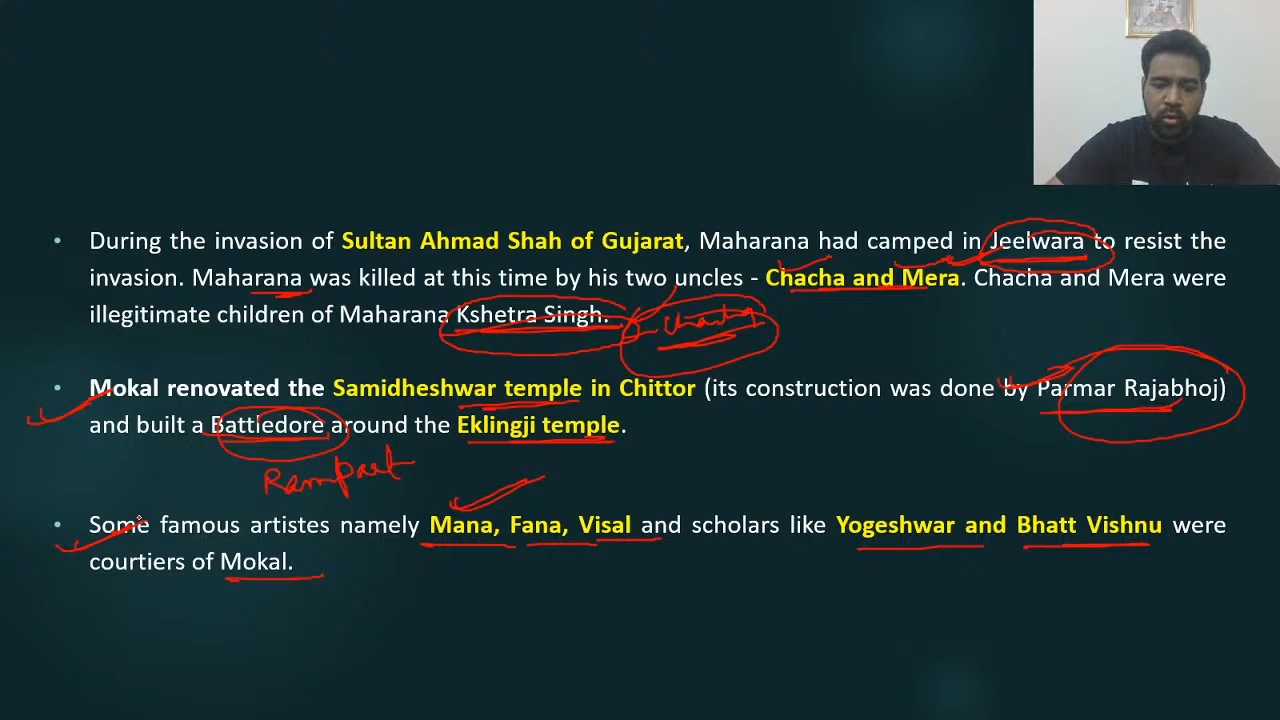 • During the invasion of Sultan Ahmad Shah of Gujarat, Maharana had camped in Jeelwara to resist the
invasion. Maharana was killed at this time by his two uncles - Chacha and Mera. Chacha and Mera were
illegitimate children of Maharana Kshetra Singh.
• Mokal renovated the Samidheshwar temple in Chittor (its construction was done by Parmar Rajabhoj)
and built a Battledore around the Eklingji temple.
Rampart
• Some famous artistes namely Mana, Fana, Visal and scholars like Yogeshwar and Bhatt Vishnu were
courtiers of Mokal.